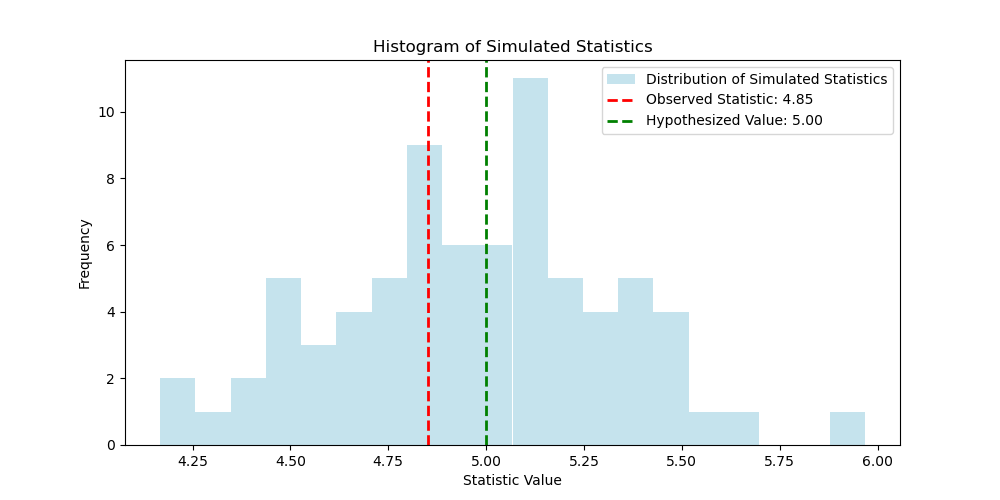 Histogram of Simulated Statistics
Distribution of Simulated Statistics
Observed Statistic: 4.85
Hypothesized Value: 5.00
Frequency
10
8
6
4
2
0
4.25 4.50 4.75 5.00 5.25 5.50 5.75 6.00
Statistic Value